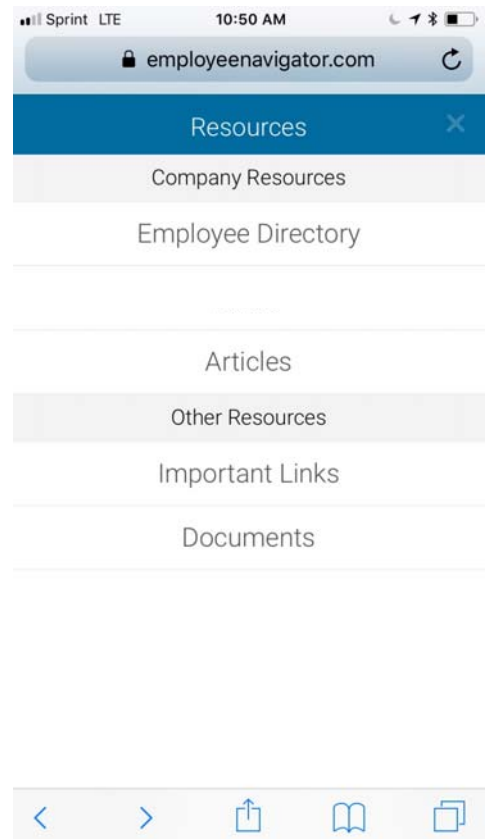 Sprint LTE 10:50 AM
employeenavigator.com
Resources
Company Resources
Employee Directory
Articles
Other Resources
Important Links
Documents